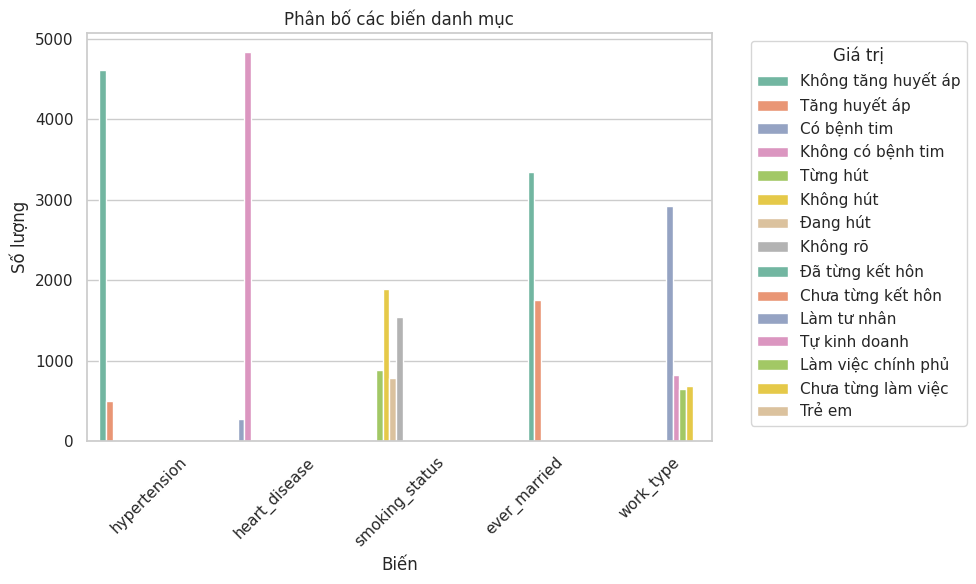 Phân bố các biến danh mục
5000
4000
3000
2000
1000
0
Số lượng
hypertension
heart_disease
smoking_status
ever_married
work_type
Biến
Giá trị
Không tăng huyết áp
Tăng huyết áp
Có bệnh tim
Không có bệnh tim
Từng hút
Không hút
Đang hút
Không rõ
Đã từng kết hôn
Chưa từng kết hôn
Làm tư nhân
Tự kinh doanh
Làm việc chính phủ
Chưa từng làm việc
Trẻ em